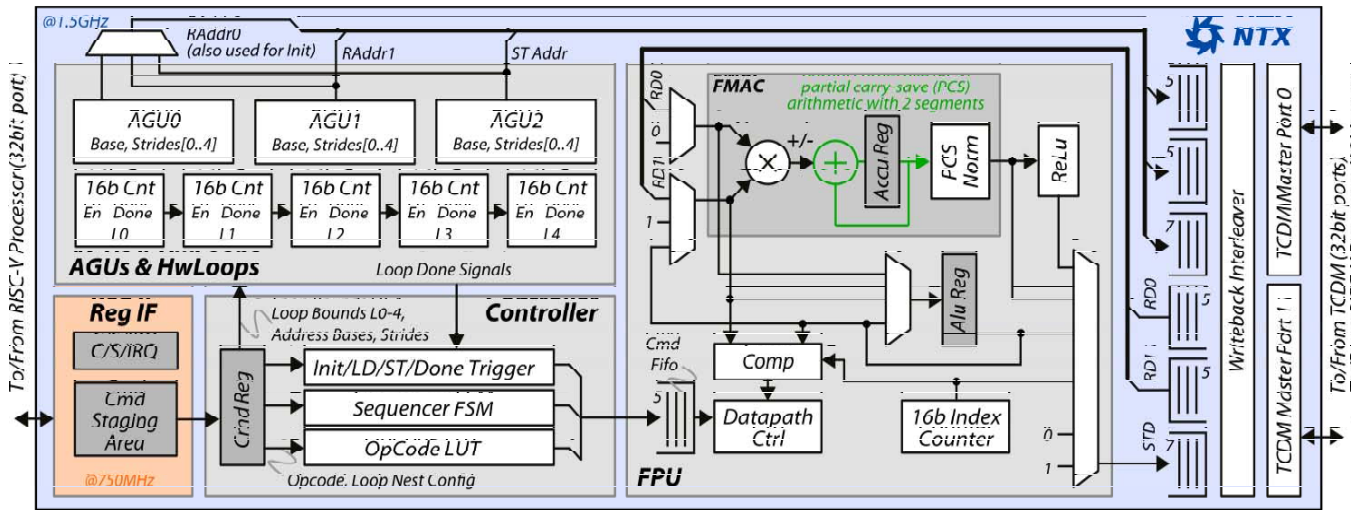 @1.5GHz
RAddr0
(also used for Init)
RAddr1
ST Addr
NTX
AGU0
Base, Strides[0..4]
AGU1
Base, Strides[0..4]
AGU2
Base, Strides[0..4]
16b Cnt
En Done
L0
16b Cnt
En Done
L1
16b Cnt
En Done
L2
16b Cnt
En Done
L3
16b Cnt
En Done
L4
AGUs & HwLoops
Loop Done Signals
To/From RISC-V Processor (32bit port)
Reg IF
C/S/IRQ
Cmd
Staging
Area
@750MHz
Loop Bounds L0-4,
Address Bases, Strides
Controller
Cmd Reg
Init/LD/ST/Done Trigger
Sequencer FSM
OpCode LUT
Opcode, Loop Nest Config
Cmd
Fifo
5
FPU
RD0
0
RD1
1
FMAC
partial carry-save (PCS)
arithmetic with 2 segments
+/-
Accu Reg
PCS
Norm
ReLu
Alu Reg
Comp
Datapath
Ctrl
16b Index
Counter
0
1
5
5
7
RD0
5
RD1
5
STD
7
Writeback Interleaver
TCDM Master Port 0
TCDM Master Port 1
To/From TCDM (32bit ports)